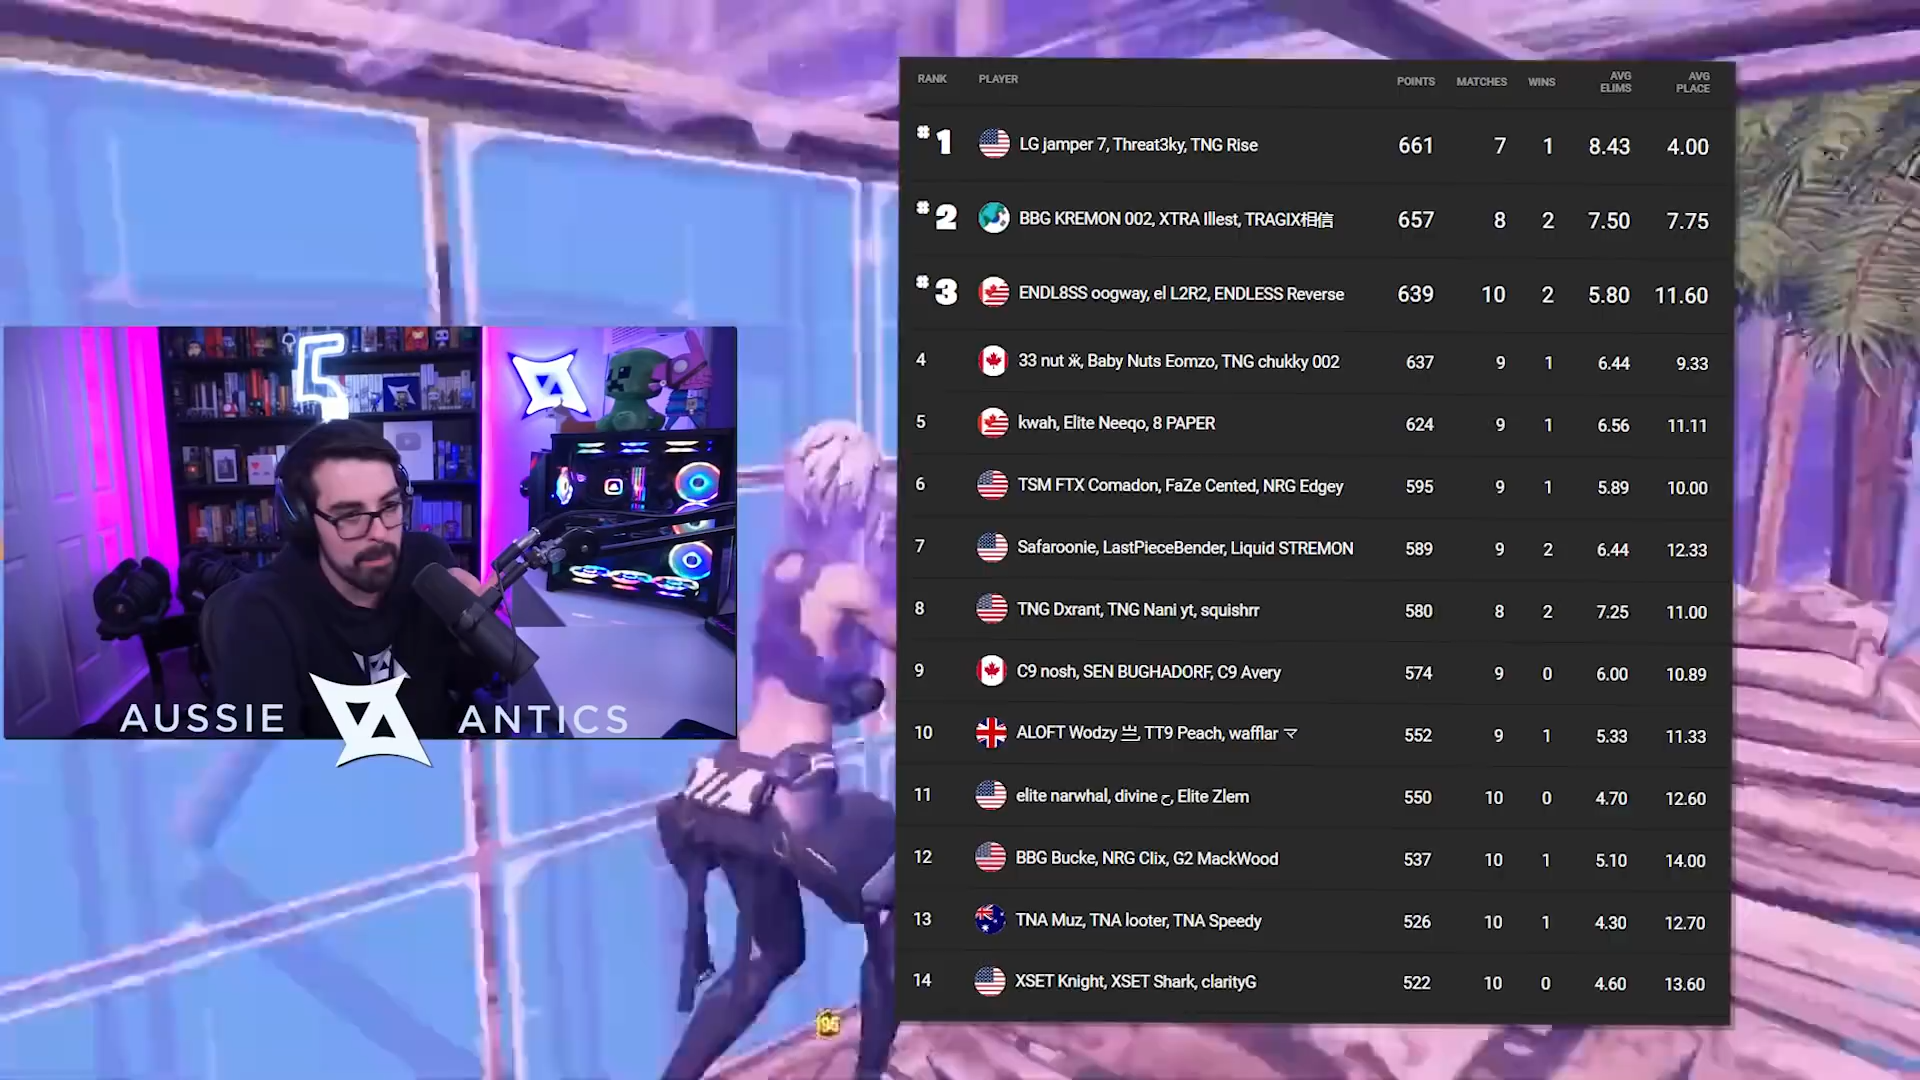 RANK PLAYER POINTS MATCHES WINS AVG ELIMS AVG PLACE
#1 LG jamper 7, Threat3ky, TNG Rise 661 7 1 8.43 4.00
#2 BBG KREMON 002, XTRA Illest, TRAGIX相信 657 8 2 7.50 7.75
#3 ENDL8SS oogway, el L2R2, ENDLESS Reverse 639 10 2 5.80 11.60
4 33 nut ӝ, Baby Nuts Eomzo, TNG chukky 002 637 9 1 6.44 9.33
5 kwah, Elite Neeqo, 8 PAPER 624 9 1 6.56 11.11
6 TSM FTX Comadon, FaZe Cented, NRG Edgey 595 9 1 5.89 10.00
7 Safaroonie, LastPieceBender, Liquid STREMON 589 9 2 6.44 12.33
8 TNG Dxrant, TNG Nani yt, squishrr 580 8 2 7.25 11.00
9 C9 nosh, SEN BUGHADORF, C9 Avery 574 9 0 6.00 10.89
10 ALOFT Wodzy 当, TT9 Peach, wafflar マ 552 9 1 5.33 11.33
11 elite narwhal, divine ح, Elite Zlem 550 10 0 4.70 12.60
12 BBG Bucke, NRG Clix, G2 MackWood 537 10 1 5.10 14.00
13 TNA Muz, TNA looter, TNA Speedy 526 10 1 4.30 12.70
14 XSET Knight, XSET Shark, clarityG 522 10 0 4.60 13.60
AUSSIE ANTICS
195